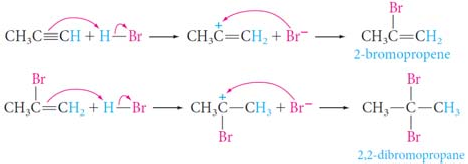 Br
CH₃C≡CH + H—Br → CH₃C⁺=CH₂ + Br⁻ → CH₃C=CH₂
2-bromopropene
Br Br
CH₃C=CH₂ + H—Br → CH₃C⁺—CH₃ + Br⁻ → CH₃—C—CH₃
Br Br
2,2-dibromopropane